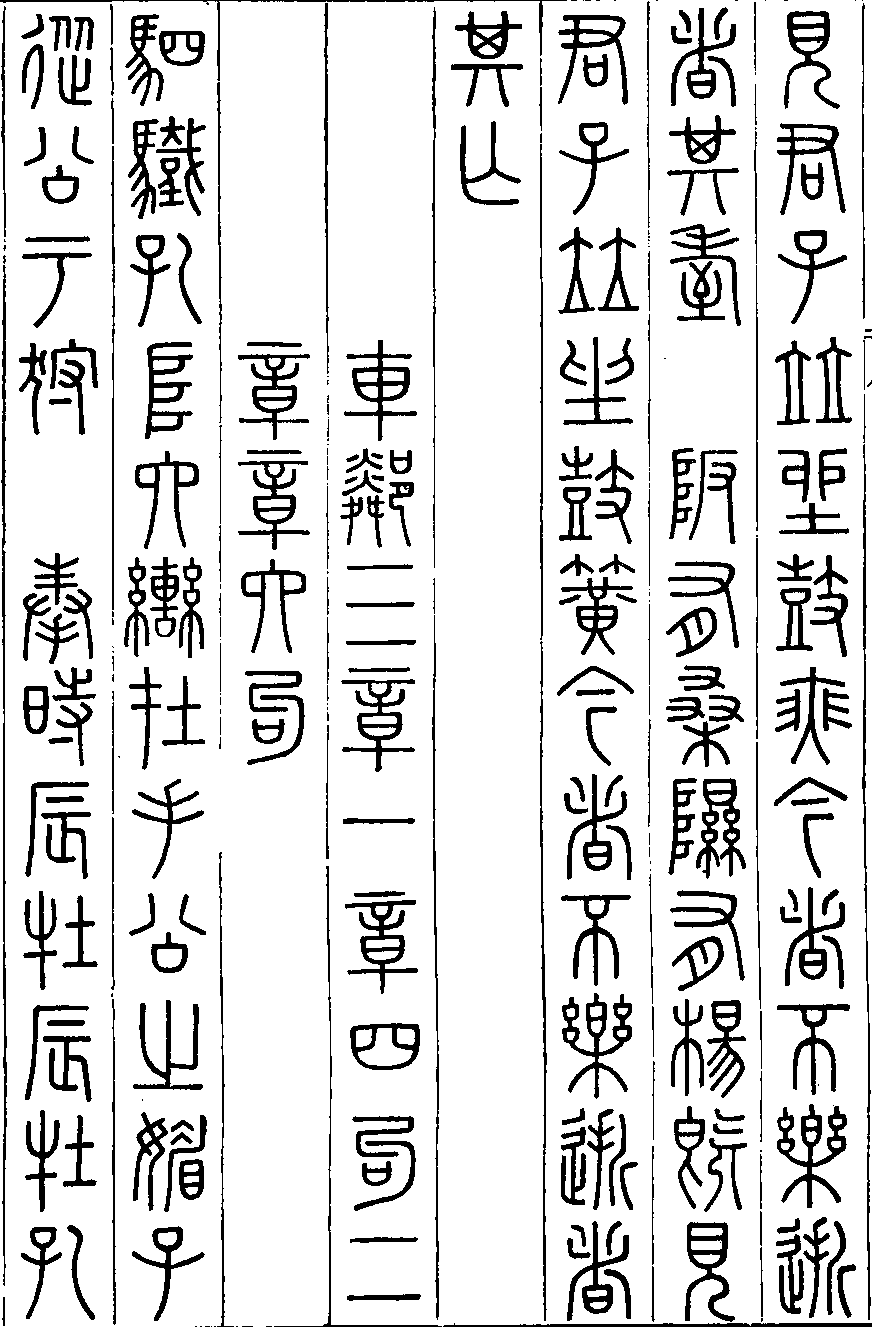 見君子竝坐鼓瑟今者不樂逝
者其耋 阪有桑隰有楊既見
君子竝坐鼓簧今者不樂逝者
其亡
車鄰三章一章四句二
章章六句
駟驖孔阜六轡在手公之媚子
從公于狩 奉時辰牡辰牡孔